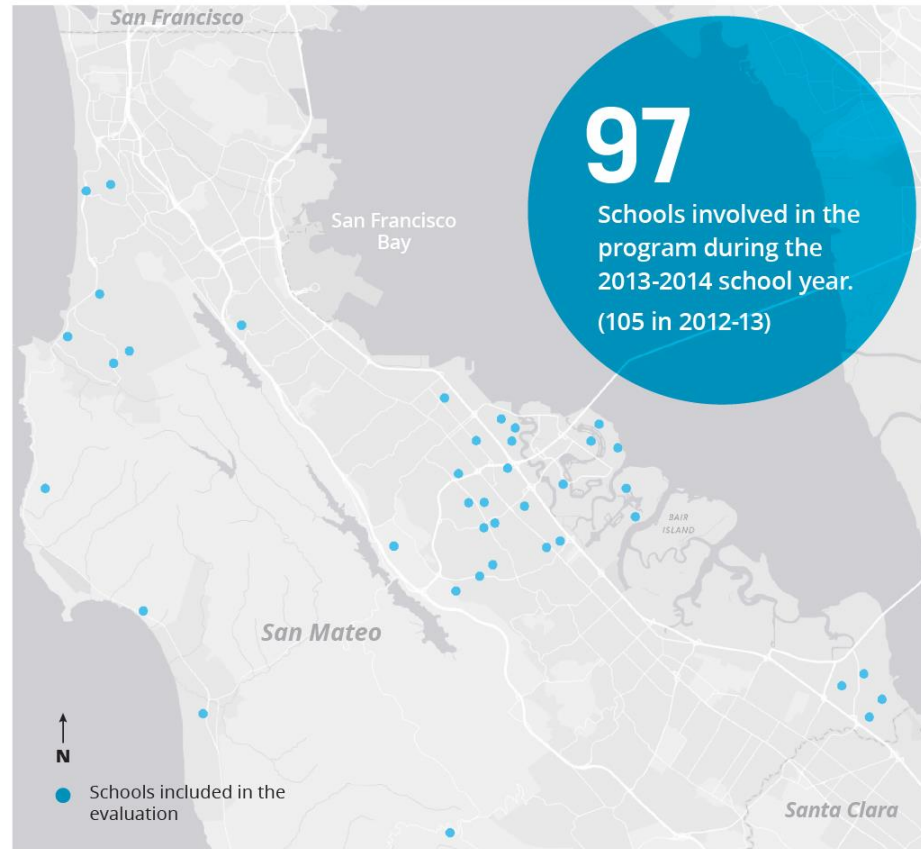 San Francisco
97
Schools involved in the
program during the
2013-2014 school year.
(105 in 2012-13)
San Francisco
Bay
BAIR
ISLAND
San Mateo
N
Schools included in the
evaluation
Santa Clara